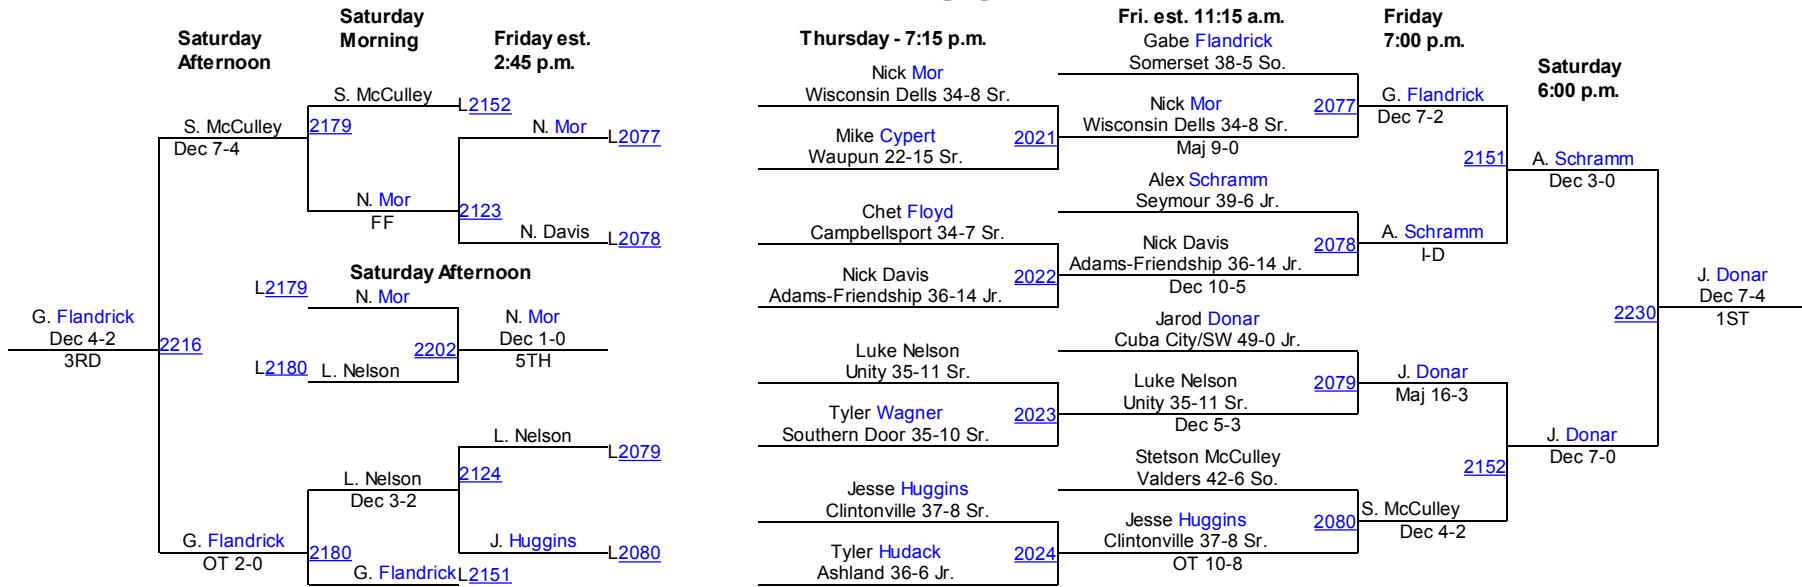 Saturday
Afternoon
Saturday
Morning
Friday est.
2:45 p.m.
S. McCulley
L2152
S. McCulley
2179
Dec 7-4
N. Mor
L2077
N. Mor
2123
FF
N. Davis
L2078
Saturday Afternoon
L2179
N. Mor
G. Flandrick
Dec 4-2
2216
3RD
2202
N. Mor
Dec 1-0
5TH
L2180
L. Nelson
L. Nelson
L2079
L. Nelson
2124
Dec 3-2
G. Flandrick
2180
OT 2-0
J. Huggins
L2080
G. Flandrick
L2151
Thursday - 7:15 p.m.
Nick Mor
Wisconsin Dells 34-8 Sr.
Mike Cypert
2021
Waupun 22-15 Sr.
Chet Floyd
Campbellsport 34-7 Sr.
Nick Davis
2022
Adams-Friendship 36-14 Jr.
Luke Nelson
Unity 35-11 Sr.
Tyler Wagner
2023
Southern Door 35-10 Sr.
Jesse Huggins
Clintonville 37-8 Sr.
Tyler Hudack
2024
Ashland 36-6 Jr.
Fri. est. 11:15 a.m.
Gabe Flandrick
Somerset 38-5 So.
Nick Mor
2077
Wisconsin Dells 34-8 Sr.
Maj 9-0
Alex Schramm
Seymour 39-6 Jr.
Nick Davis
2078
Adams-Friendship 36-14 Jr.
Dec 10-5
Jarod Donar
Cuba City/SW 49-0 Jr.
Luke Nelson
2079
Unity 35-11 Sr.
Dec 5-3
Stetson McCulley
Valders 42-6 So.
Jesse Huggins
2080
Clintonville 37-8 Sr.
OT 10-8
Friday
7:00 p.m.
G. Flandrick
Dec 7-2
2151
A. Schramm
I-D
J. Donar
Maj 16-3
2152
S. McCulley
Dec 4-2
Saturday
6:00 p.m.
A. Schramm
Dec 3-0
2230
J. Donar
Dec 7-0
J. Donar
Dec 7-4
1ST